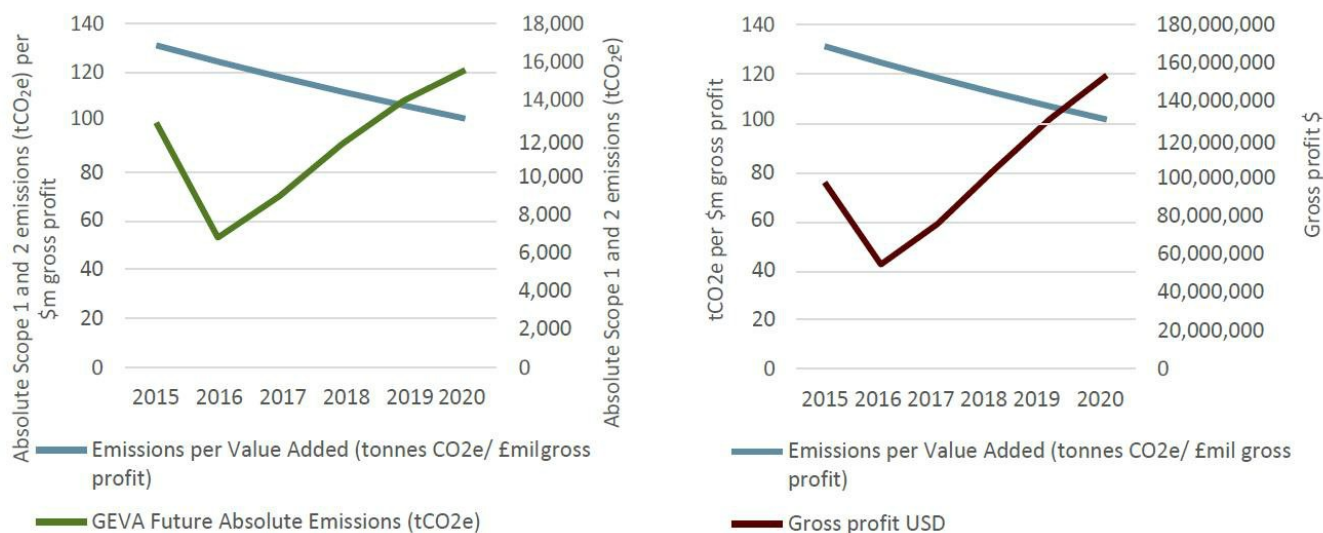 Absolute Scope 1 and 2 emissions (tCO₂e) per
$m gross profit
140
120
100
80
60
40
20
0
18,000
16,000
14,000
12,000
10,000
8,000
6,000
4,000
2,000
0
Absolute Scope 1 and 2 emissions (tCO₂e)
2015 2016 2017 2018 2019 2020
Emissions per Value Added (tonnes CO2e/ £milgross
profit)
GEVA Future Absolute Emissions (tCO2e)
tCO2e per $m gross profit
140
120
100
80
60
40
20
0
180,000,000
160,000,000
140,000,000
120,000,000
100,000,000
80,000,000
60,000,000
40,000,000
20,000,000
0
Gross profit $
2015 2016 2017 2018 2019 2020
Emissions per Value Added (tonnes CO2e/ £mil gross
profit)
Gross profit USD